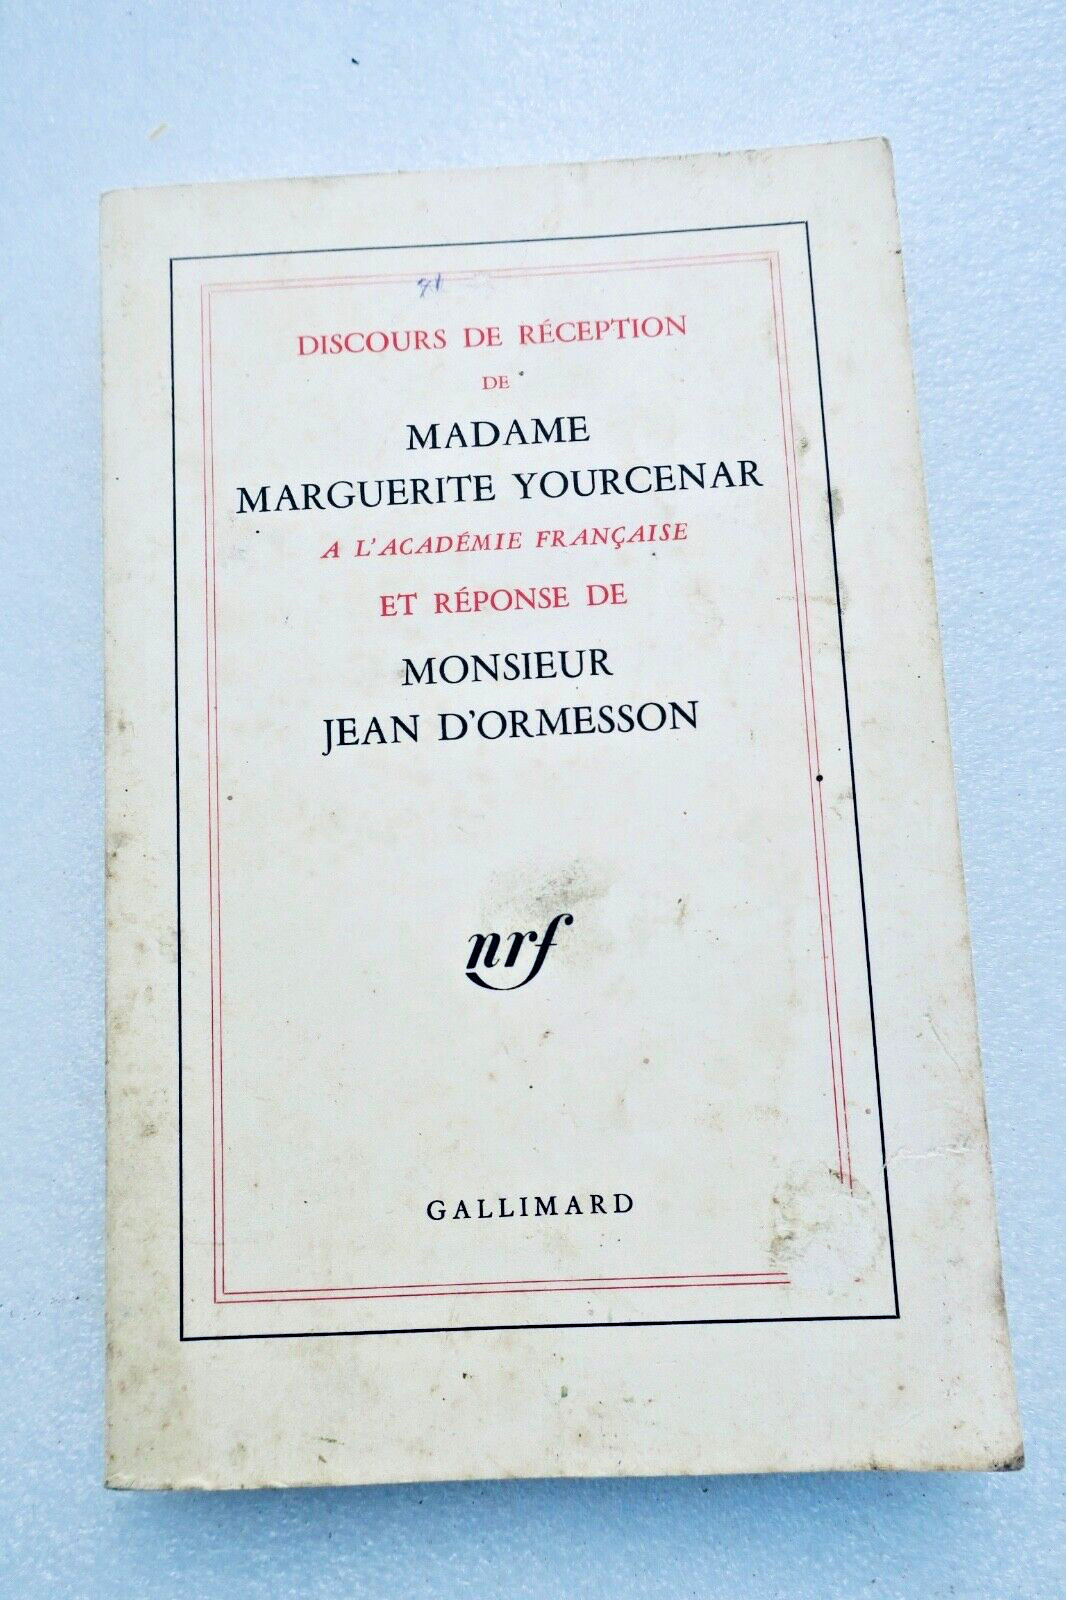 DISCOURS DE RÉCEPTION
DE
MADAME
MARGUERITE YOURCENAR
A L'ACADÉMIE FRANÇAISE
ET RÉPONSE DE
MONSIEUR
JEAN D'ORMESSON
nrf
GALLIMARD